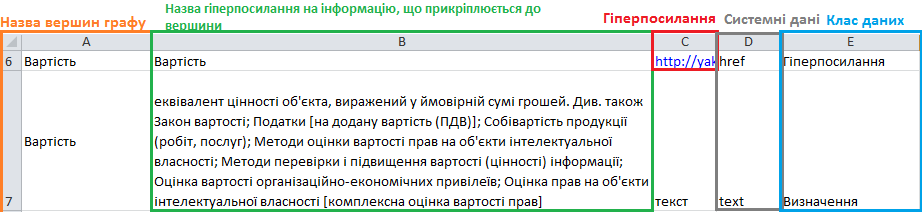 Назва вершин графу
Назва гіперпосилання на інформацію, що прикріплюється до
вершини
Гіперпосилання
Системні дані
Клас даних
A B C D E
6 Вартість Вартість http://yak href Гіперпосилання
еквівалент цінності об'єкта, виражений у ймовірній сумі грошей. Див. також
Закон вартості; Податки [на додану вартість (ПДВ)]; Собівартість продукції
Вартість (робіт, послуг); Методи оцінки вартості прав на об'єкти інтелектуальної
власності; Методи перевірки і підвищення вартості (цінності) інформації;
Оцінка вартості організаційно-економічних привілеїв; Оцінка прав на об'єкти
7 інтелектуальної власності [комплексна оцінка вартості прав] текст text Визначення